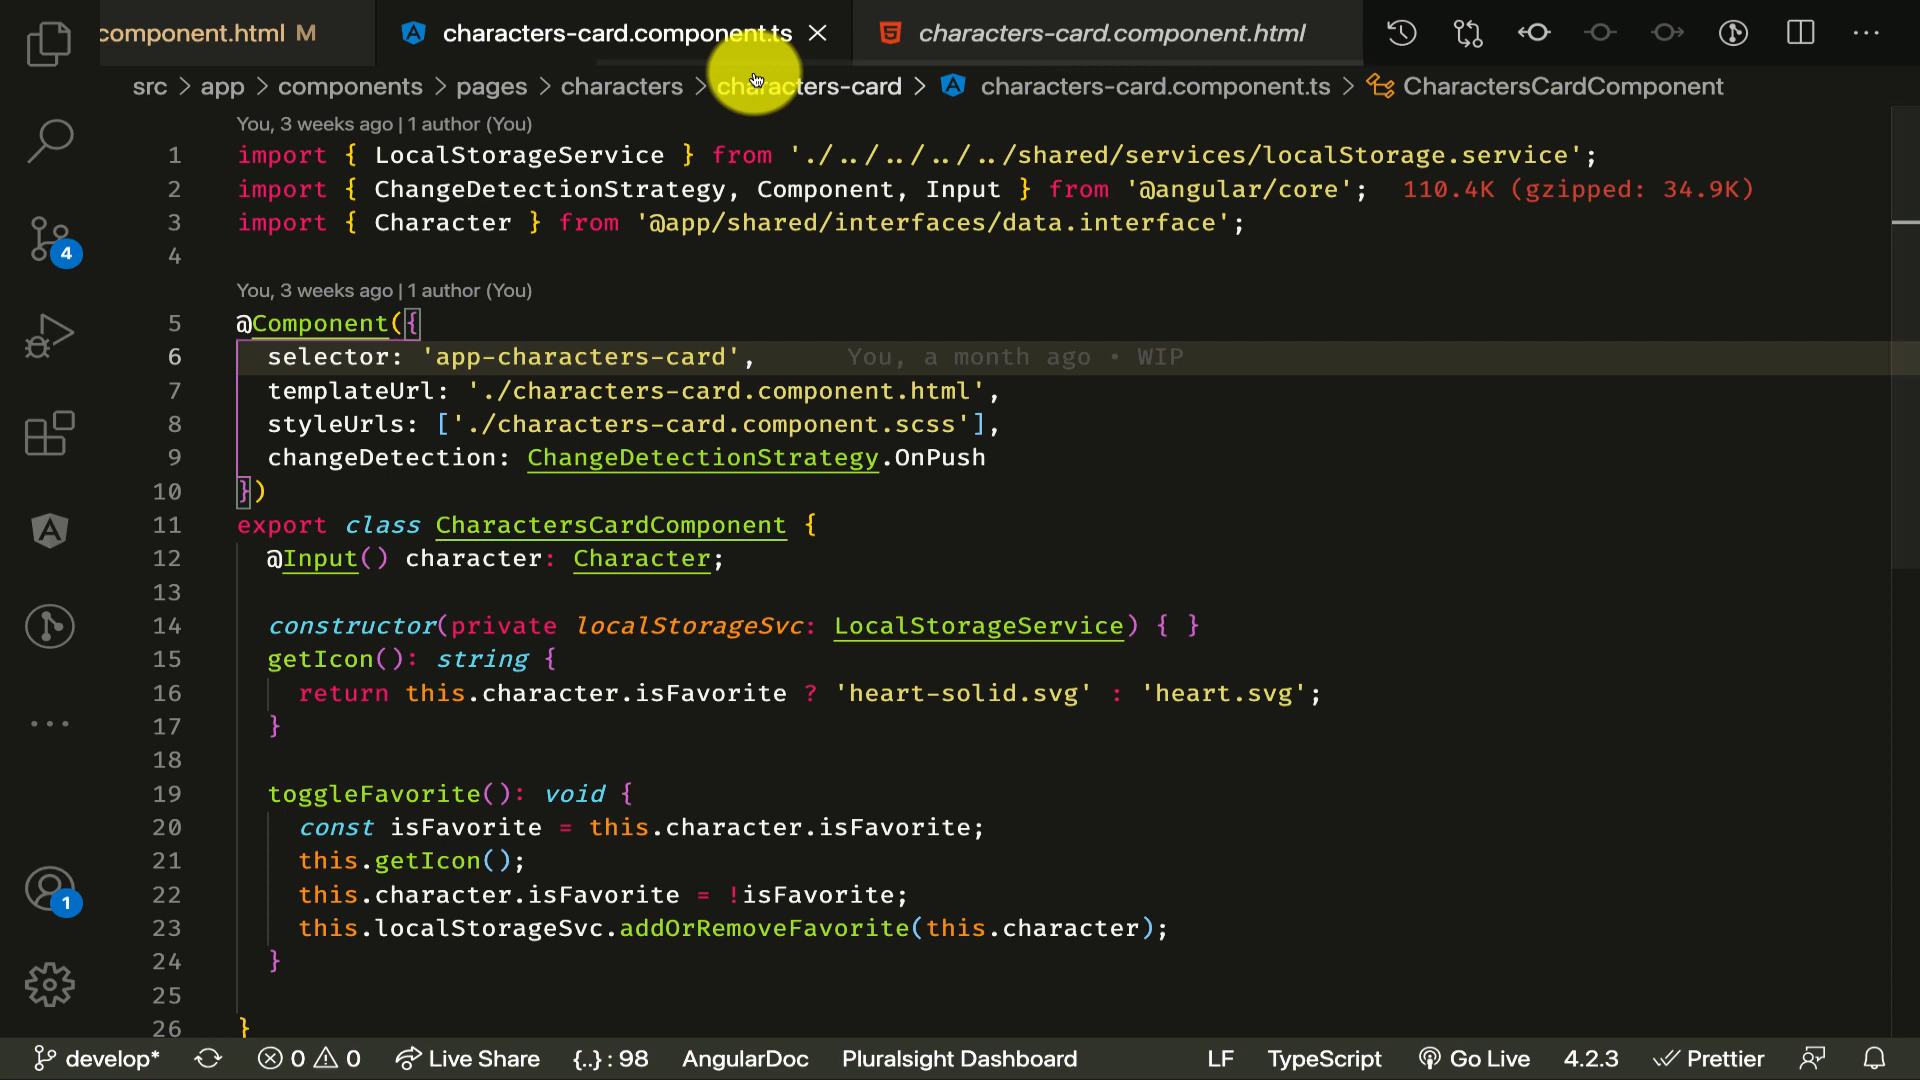 component.html M
characters-card.component.ts
characters-card.component.html
src > app > components > pages > characters > characters-card > characters-card.component.ts > CharactersCardComponent
You, 3 weeks ago | 1 author (You)
1 import { LocalStorageService } from './../../../../shared/services/localStorage.service';
2 import { ChangeDetectionStrategy, Component, Input } from '@angular/core'; 110.4K (gzipped: 34.9K)
3 import { Character } from '@app/shared/interfaces/data.interface';
4
You, 3 weeks ago | 1 author (You)
5 @Component({
6 selector: 'app-characters-card', You, a month ago • WIP
7 templateUrl: './characters-card.component.html',
8 styleUrls: ['./characters-card.component.scss'],
9 changeDetection: ChangeDetectionStrategy.OnPush
10 })
11 export class CharactersCardComponent {
12 @Input() character: Character;
13
14 constructor(private localStorageSvc: LocalStorageService) { }
15 getIcon(): string {
16 return this.character.isFavorite ? 'heart-solid.svg' : 'heart.svg';
17 }
18
19 toggleFavorite(): void {
20 const isFavorite = this.character.isFavorite;
21 this.getIcon();
22 this.character.isFavorite = !isFavorite;
23 this.localStorageSvc.addOrRemoveFavorite(this.character);
24 }
25
26 }
4
1
develop* 0 0 Live Share {..} : 98 AngularDoc Pluralsight Dashboard LF TypeScript Go Live 4.2.3 Prettier